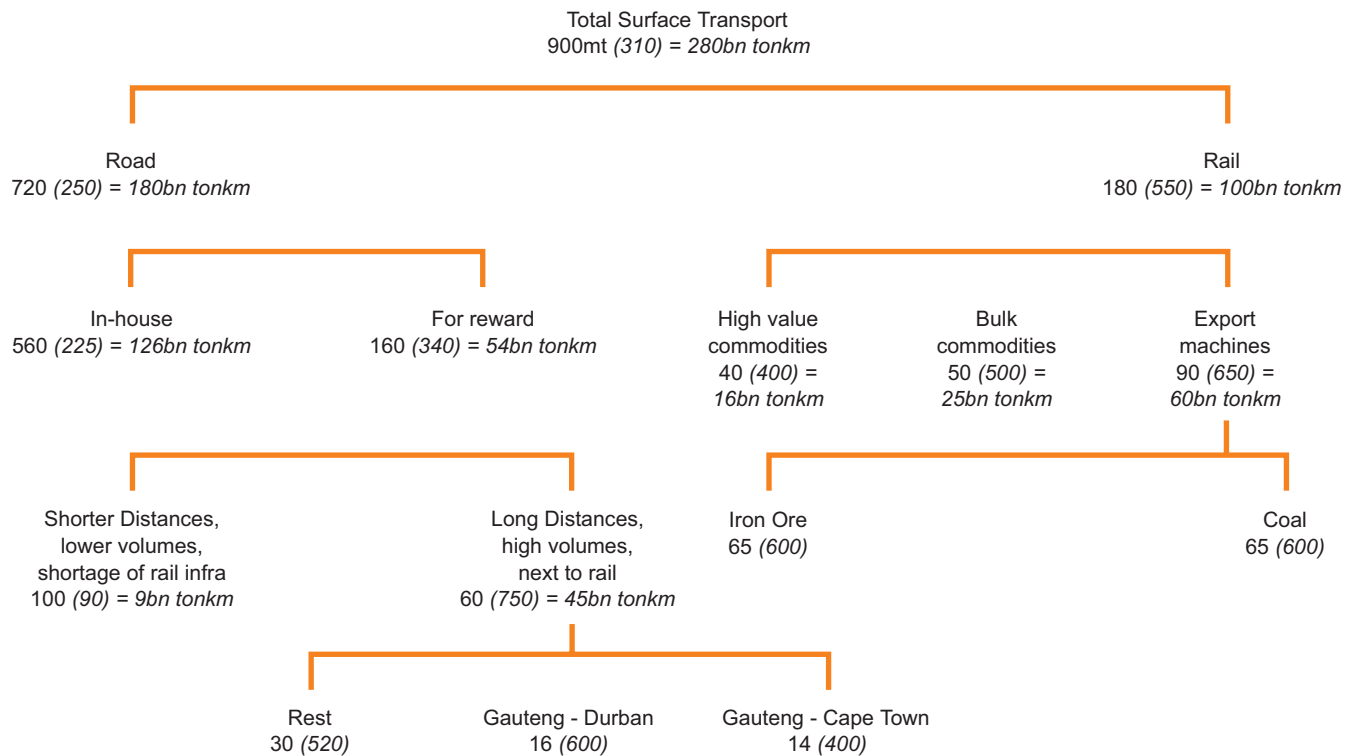 Total Surface Transport
900mt (310) = 280bn tonkm
Road
720 (250) = 180bn tonkm
Rail
180 (550) = 100bn tonkm
In-house
560 (225) = 126bn tonkm
For reward
160 (340) = 54bn tonkm
High value
commodities
40 (400) =
16bn tonkm
Bulk
commodities
50 (500) =
25bn tonkm
Export
machines
90 (650) =
60bn tonkm
Shorter Distances,
lower volumes,
shortage of rail infra
100 (90) = 9bn tonkm
Long Distances,
high volumes,
next to rail
60 (750) = 45bn tonkm
Iron Ore
65 (600)
Coal
65 (600)
Rest
30 (520)
Gauteng - Durban
16 (600)
Gauteng - Cape Town
14 (400)